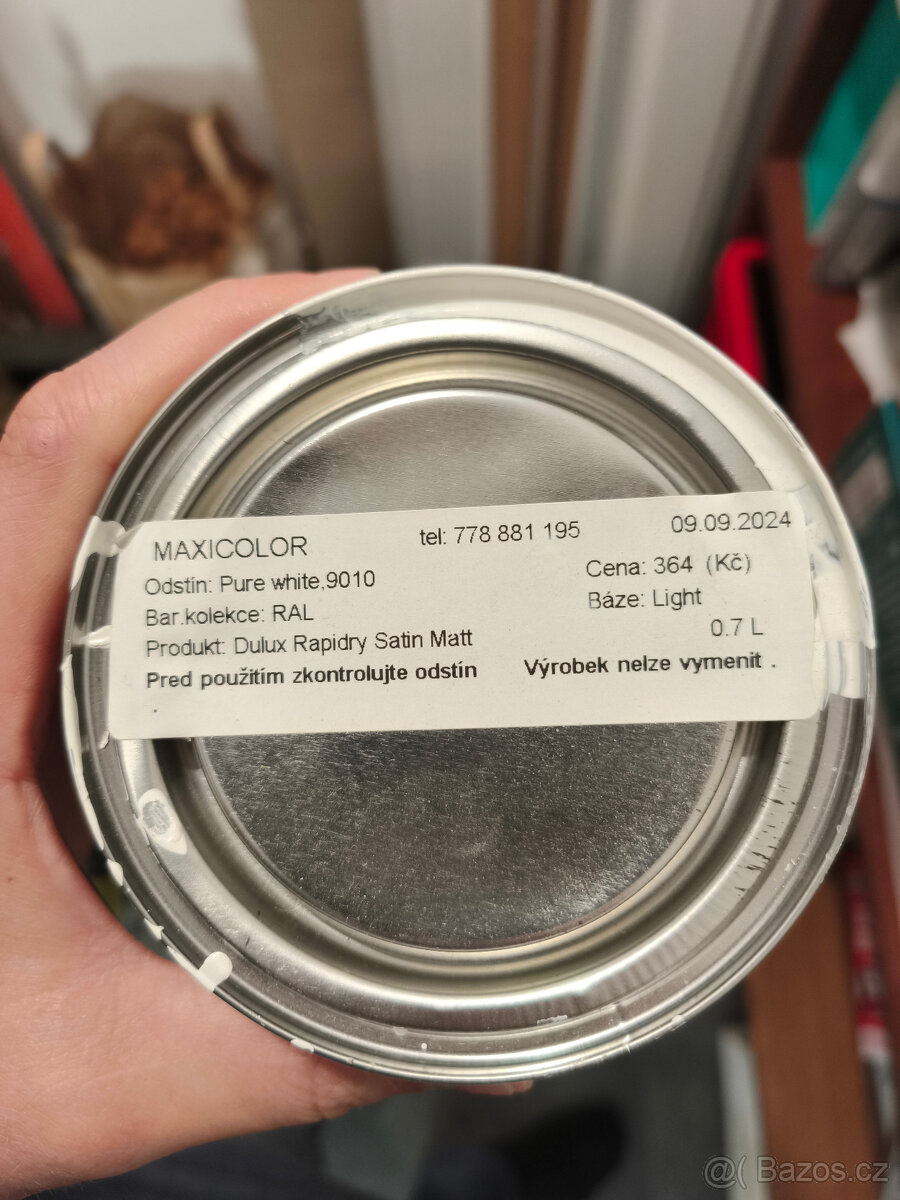 MAXICOLOR tel: 778 881 195 09.09.2024
Odstín: Pure white,9010 Cena: 364 (Kč)
Bar.kolekce: RAL Báze: Light
Produkt: Dulux Rapidry Satin Matt 0.7 L
Pred použitím zkontrolujte odstín Výrobek nelze vymenit .
@( Bazos.cz